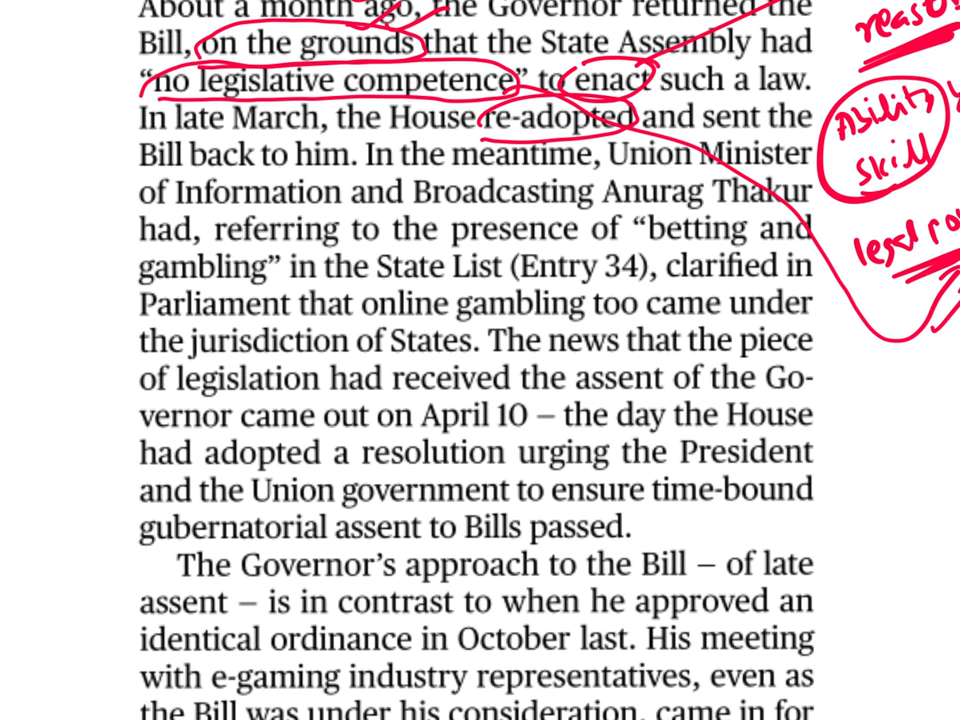 About a month ago, the Governor returned the
Bill, on the grounds that the State Assembly had
“no legislative competence” to enact such a law.
In late March, the House re-adopted and sent the
Bill back to him. In the meantime, Union Minister
of Information and Broadcasting Anurag Thakur
had, referring to the presence of “betting and
gambling” in the State List (Entry 34), clarified in
Parliament that online gambling too came under
the jurisdiction of States. The news that the piece
of legislation had received the assent of the Go-
vernor came out on April 10 – the day the House
had adopted a resolution urging the President
and the Union government to ensure time-bound
gubernatorial assent to Bills passed.
The Governor’s approach to the Bill – of late
assent – is in contrast to when he approved an
identical ordinance in October last. His meeting
with e-gaming industry representatives, even as
the Bill was under his consideration, came in for
Ability
skill
legal